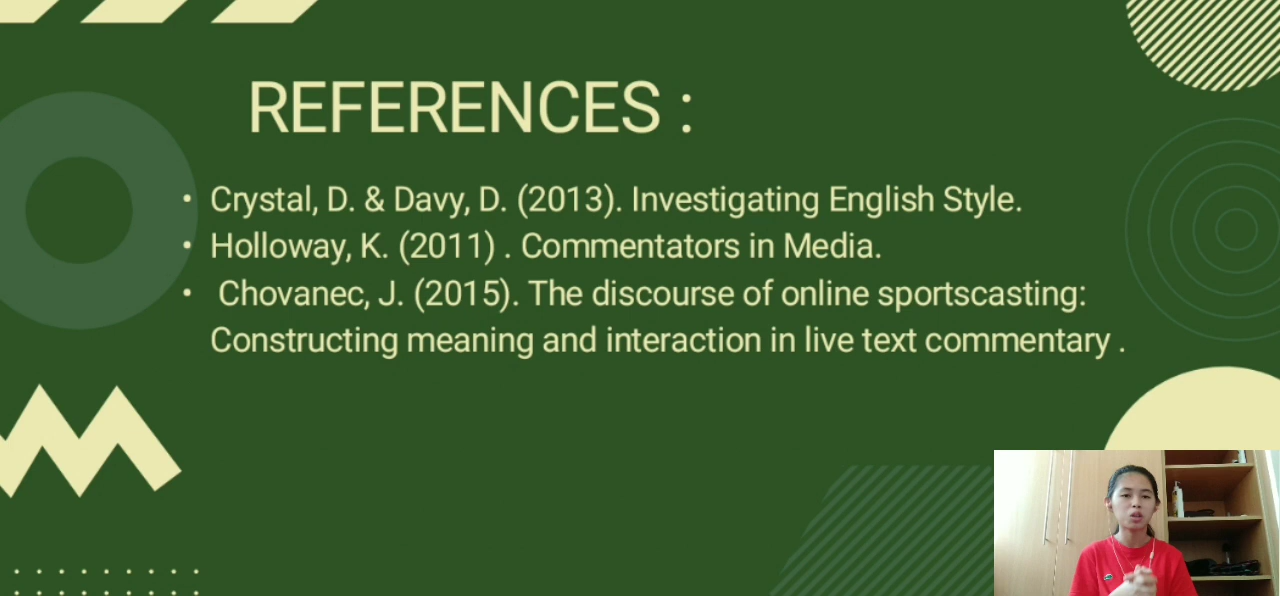 REFERENCES :
• Crystal, D. & Davy, D. (2013). Investigating English Style.
• Holloway, K. (2011) . Commentators in Media.
• Chovanec, J. (2015). The discourse of online sportscasting:
Constructing meaning and interaction in live text commentary .